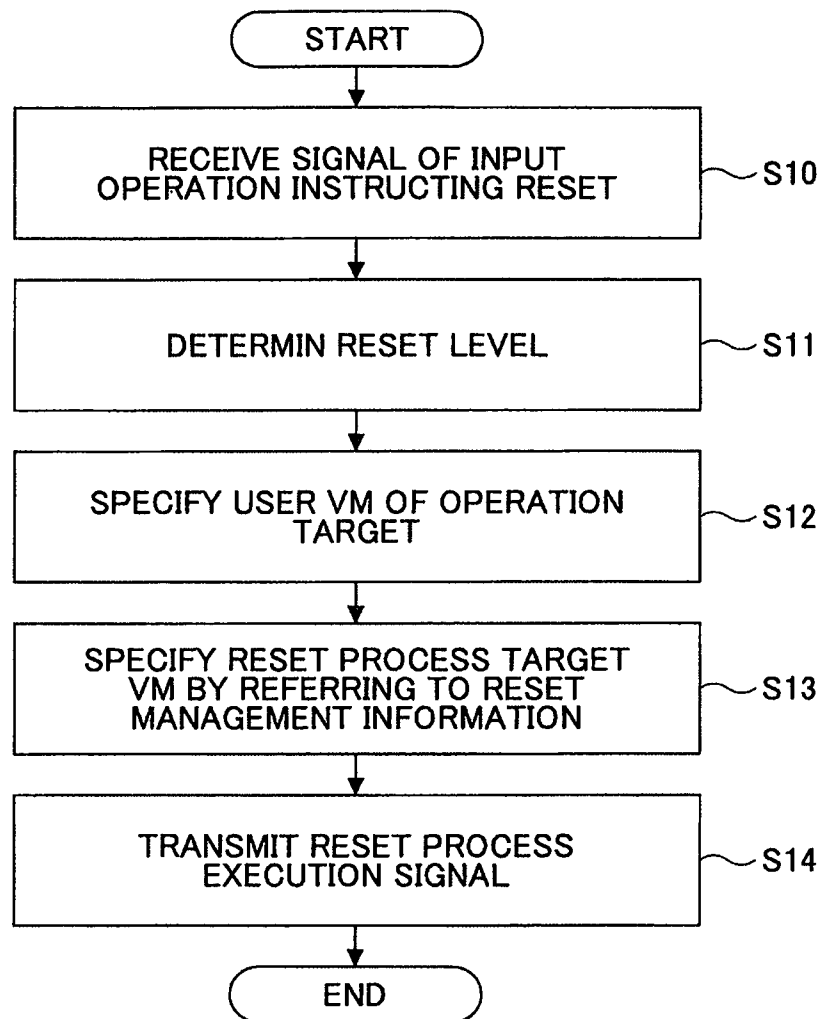 START
RECEIVE SIGNAL OF INPUT
OPERATION INSTRUCTING RESET
S10
DETERMIN RESET LEVEL
S11
SPECIFY USER VM OF OPERATION
TARGET
S12
SPECIFY RESET PROCESS TARGET
VM BY REFERRING TO RESET
MANAGEMENT INFORMATION
S13
TRANSMIT RESET PROCESS
EXECUTION SIGNAL
S14
END